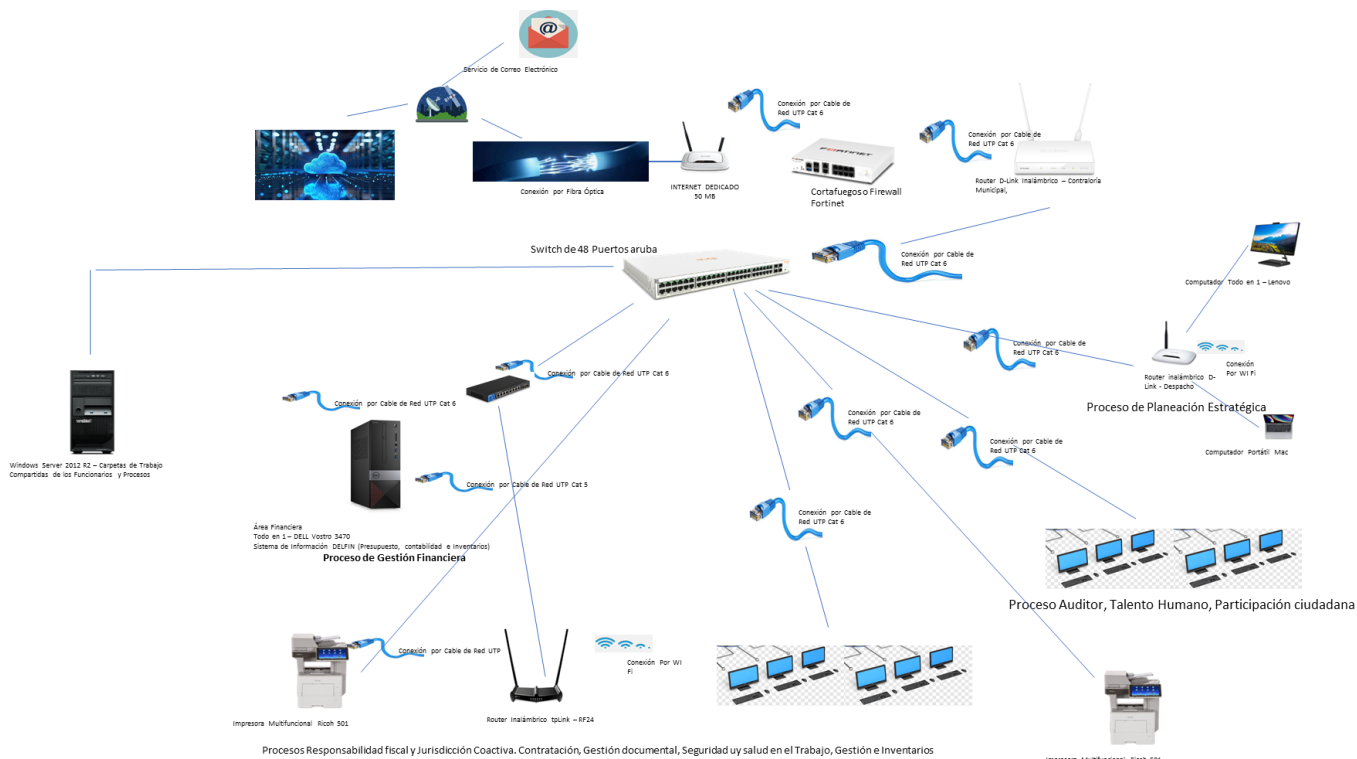 Servicio de Correo Electrónico
Conexión por Cable de
Red UTP Cat 6
Conexión por Cable de
Red UTP Cat 6
FORTINET
Conexión por Fibra Óptica
INTERNET DEDICADO
50 MB
Cortafuegos o Firewall
Fortinet
Router D-Link Inalámbrico – Contraloría
Municipal,
Switch de 48 Puertos aruba
Conexión por Cable de
Red UTP Cat 6
Computador Todo en 1 – Lenovo
Conexión por Cable de
Red UTP Cat 6
Conexión
Por WI Fi
Router inalámbrico D-
Link - Despacho
Proceso de Planeación Estratégica
Conexión por Cable de Red UTP Cat 6
Conexión por Cable de Red UTP Cat 6
Conexión por Cable de
Red UTP Cat 6
Conexión por Cable de
Red UTP Cat 6
Computador Portátil Mac
Windows Server 2012 R2 – Carpetas de Trabajo
Compartidas de los Funcionarios y Procesos
Conexión por Cable de Red UTP Cat 5
Conexión por Cable de
Red UTP Cat 6
Área Financiera
Todo en 1 – DELL Vostro 3470
Sistema de Información DELFIN (Presupuesto, contabilidad e Inventarios)
Proceso de Gestión Financiera
Proceso Auditor, Talento Humano, Participación ciudadana
Conexión por Cable de Red UTP
Conexión Por WI
Fi
Impresora Multifuncional Ricoh 501
Router Inalámbrico tpLink – RF24
Procesos Responsabilidad fiscal y Jurisdicción Coactiva. Contratación, Gestión documental, Seguridad uy salud en el Trabajo, Gestión e Inventarios
Impresora Multifuncional Ricoh 501